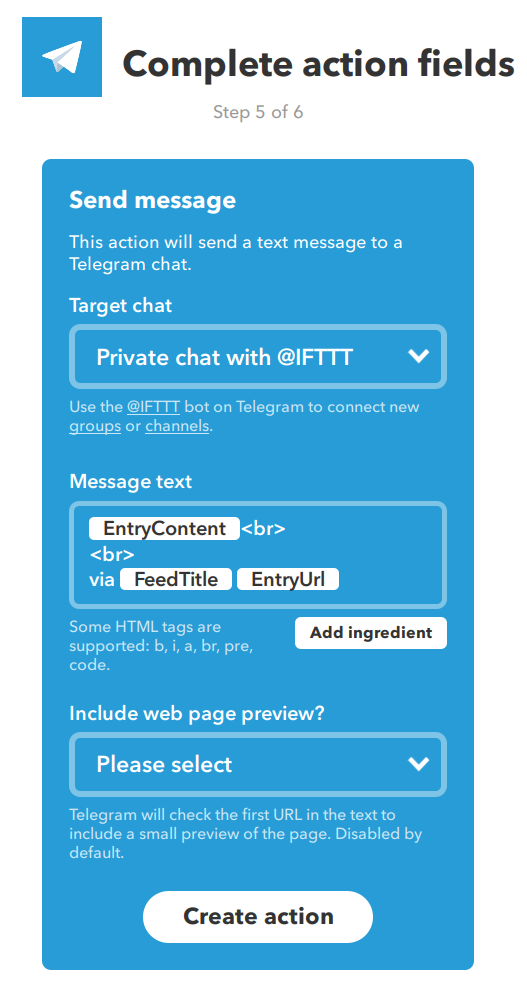 Complete action fields
Step 5 of 6
Send message
This action will send a text message to a
Telegram chat.
Target chat
Private chat with @IFTTT
Use the @IFTTT bot on Telegram to connect new
groups or channels.
Message text
EntryContent <br>
<br>
via FeedTitle EntryUrl
Some HTML tags are
supported: b, i, a, br, pre,
code.
Add ingredient
Include web page preview?
Please select
Telegram will check the first URL in the text to
include a small preview of the page. Disabled by
default.
Create action